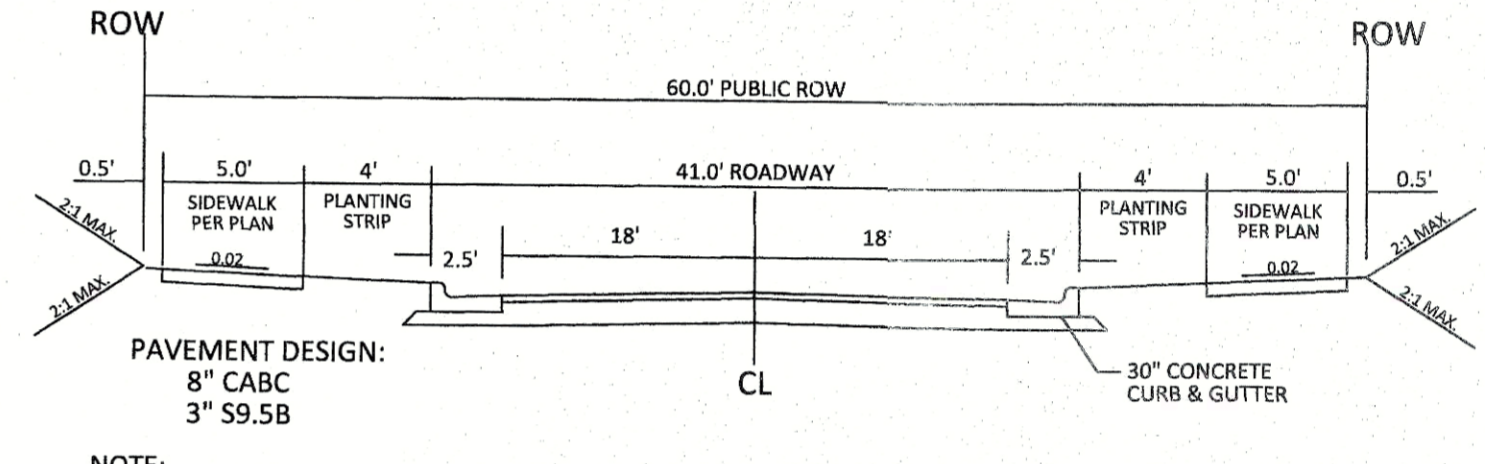 ROW
ROW
60.0' PUBLIC ROW
0.5'
5.0'
4'
41.0' ROADWAY
4'
5.0'
0.5'
SIDEWALK
PER PLAN
PLANTING
STRIP
PLANTING
STRIP
SIDEWALK
PER PLAN
2:1 MAX.
2:1 MAX.
18'
18'
2.5'
2.5'
0.02
0.02
2:1 MAX.
2:1 MAX.
PAVEMENT DESIGN:
8" CABC
3" S9.5B
CL
30" CONCRETE
CURB & GUTTER
NOTE: